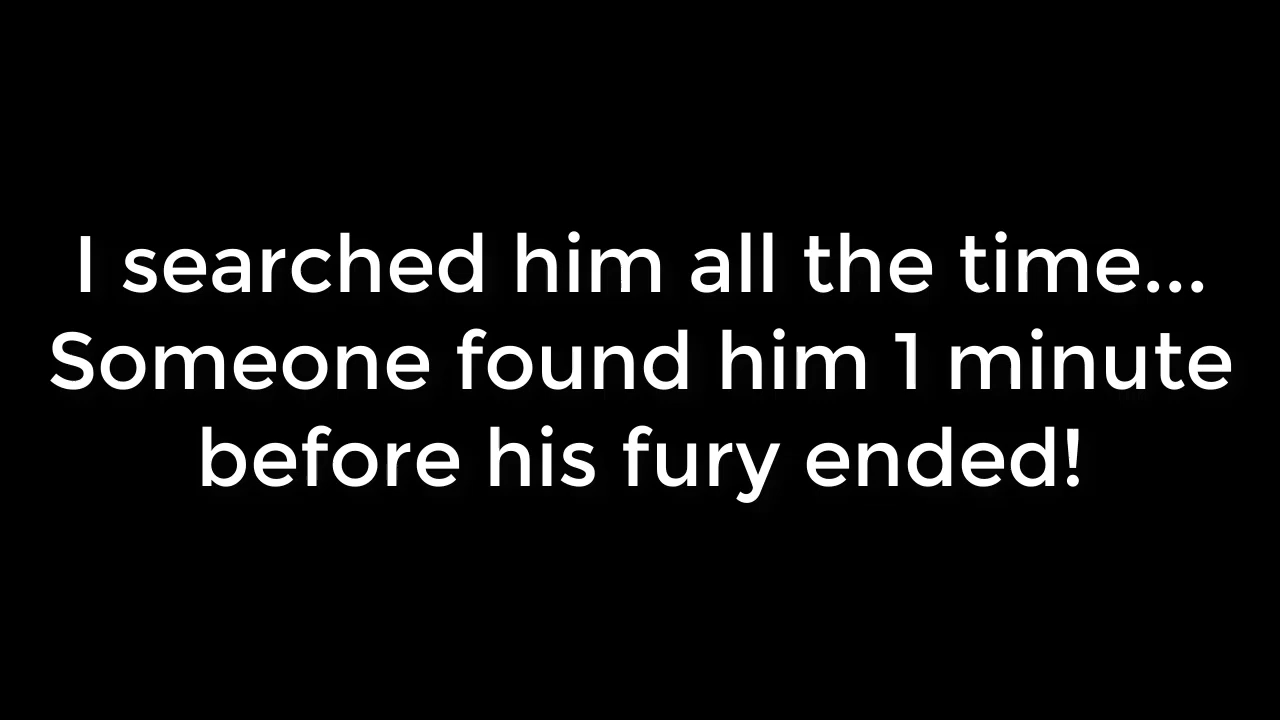 I searched him all the time...
Someone found him 1 minute
before his fury ended!